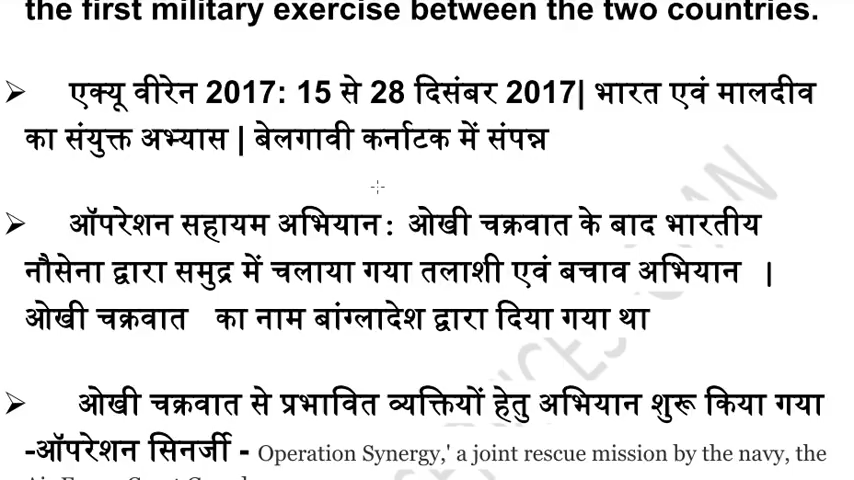 the first military exercise between the two countries.
➢ एक्यू वीरेन 2017: 15 से 28 दिसंबर 2017| भारत एवं मालदीव
का संयुक्त अभ्यास | बेलगावी कर्नाटक में संपन्न
➢ ऑपरेशन सहायम अभियान: ओखी चक्रवात के बाद भारतीय
नौसेना द्वारा समुद्र में चलाया गया तलाशी एवं बचाव अभियान |
ओखी चक्रवात का नाम बांग्लादेश द्वारा दिया गया था
➢ ओखी चक्रवात से प्रभावित व्यक्तियों हेतु अभियान शुरू किया गया
-ऑपरेशन सिनर्जी - Operation Synergy,' a joint rescue mission by the navy, the